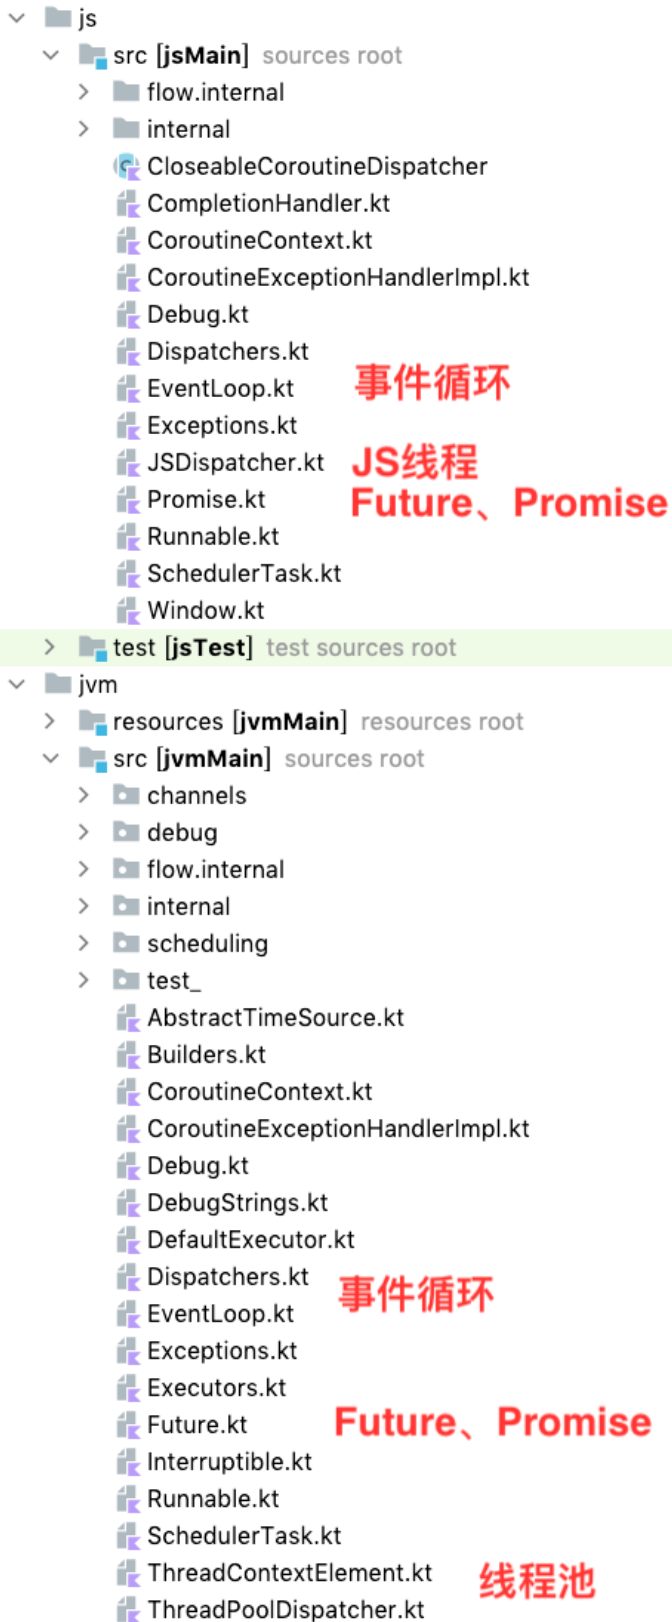 js
src [jsMain] sources root
flow.internal
internal
CloseableCoroutineDispatcher
CompletionHandler.kt
CoroutineContext.kt
CoroutineExceptionHandlerImpl.kt
Debug.kt
Dispatchers.kt
EventLoop.kt 事件循环
Exceptions.kt
JSDispatcher.kt JS线程
Promise.kt Future、Promise
Runnable.kt
SchedulerTask.kt
Window.kt
test [jsTest] test sources root
jvm
resources [jvmMain] resources root
src [jvmMain] sources root
channels
debug
flow.internal
internal
scheduling
test_
AbstractTimeSource.kt
Builders.kt
CoroutineContext.kt
CoroutineExceptionHandlerImpl.kt
Debug.kt
DebugStrings.kt
DefaultExecutor.kt
Dispatchers.kt 事件循环
EventLoop.kt
Exceptions.kt
Executors.kt
Future.kt Future、Promise
Interruptible.kt
Runnable.kt
SchedulerTask.kt
ThreadContextElement.kt 线程池
ThreadPoolDispatcher.kt